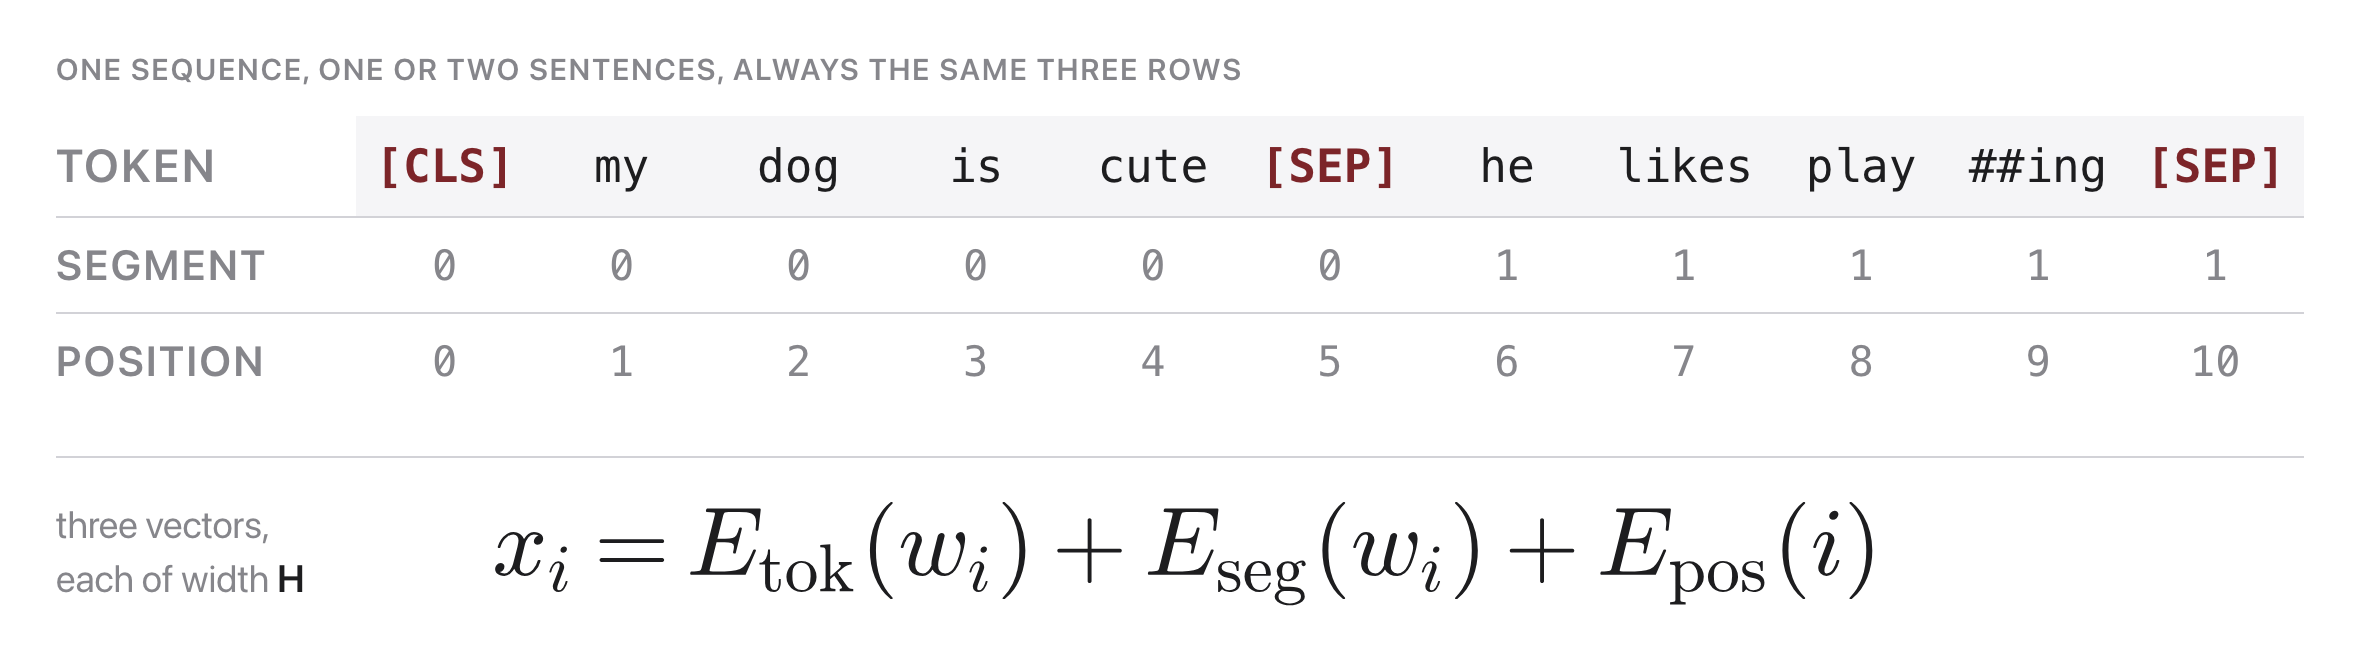 ONE SEQUENCE, ONE OR TWO SENTENCES, ALWAYS THE SAME THREE ROWS
TOKEN [CLS] my dog is cute [SEP] he likes play ##ing [SEP]
SEGMENT 0 0 0 0 0 0 1 1 1 1 1
POSITION 0 1 2 3 4 5 6 7 8 9 10
three vectors,
each of width H
x_i = E_tok(w_i) + E_seg(w_i) + E_pos(i)